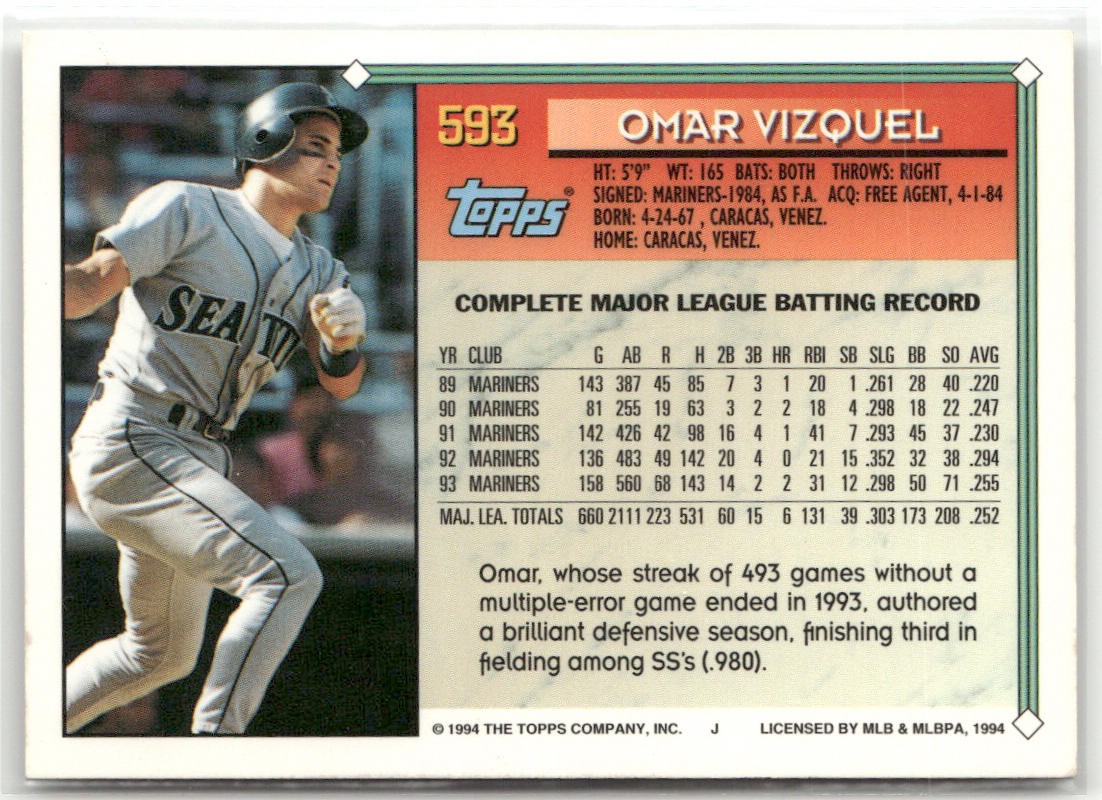 593
OMAR VIZQUEL
topps®
HT: 5'9" WT: 165 BATS: BOTH THROWS: RIGHT
SIGNED: MARINERS-1984, AS F.A. ACQ: FREE AGENT, 4-1-84
BORN: 4-24-67 , CARACAS, VENEZ.
HOME: CARACAS, VENEZ.
SEATTL
COMPLETE MAJOR LEAGUE BATTING RECORD
YR CLUB G AB R H 2B 3B HR RBI SB SLG BB SO AVG
89 MARINERS 143 387 45 85 7 3 1 20 1 .261 28 40 .220
90 MARINERS 81 255 19 63 3 2 2 18 4 .298 18 22 .247
91 MARINERS 142 426 42 98 16 4 1 41 7 .293 45 37 .230
92 MARINERS 136 483 49 142 20 4 0 21 15 .352 32 38 .294
93 MARINERS 158 560 68 143 14 2 2 31 12 .298 50 71 .255
MAJ. LEA. TOTALS 660 2111 223 531 60 15 6 131 39 .303 173 208 .252
Omar, whose streak of 493 games without a
multiple-error game ended in 1993, authored
a brilliant defensive season, finishing third in
fielding among SS's (.980).
© 1994 THE TOPPS COMPANY, INC. J LICENSED BY MLB & MLBPA, 1994